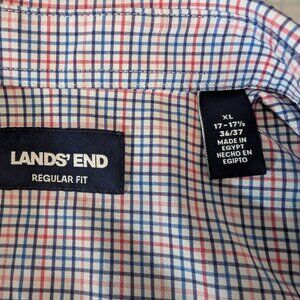 LANDS' END
REGULAR FIT
XL
17-17½
36/37
MADE IN
EGYPT
HECHO EN
EGIPTO